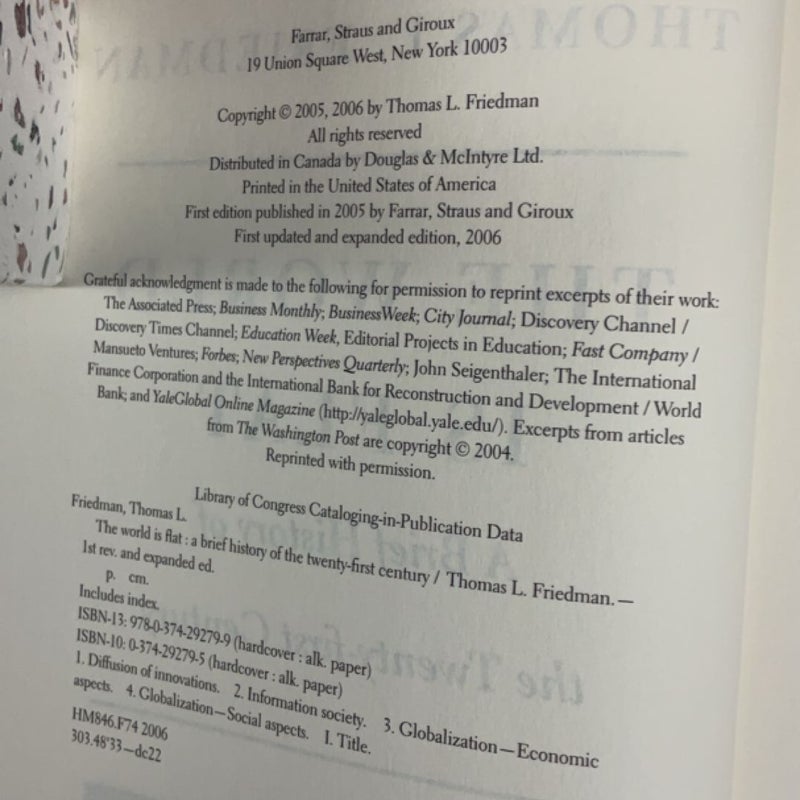 Farrar, Straus and Giroux
19 Union Square West, New York 10003
Copyright © 2005, 2006 by Thomas L. Friedman
All rights reserved
Distributed in Canada by Douglas & McIntyre Ltd.
Printed in the United States of America
First edition published in 2005 by Farrar, Straus and Giroux
First updated and expanded edition, 2006
Grateful acknowledgment is made to the following for permission to reprint excerpts of their work:
The Associated Press; Business Monthly; BusinessWeek; City Journal; Discovery Channel /
Discovery Times Channel; Education Week, Editorial Projects in Education; Fast Company /
Mansueto Ventures; Forbes; New Perspectives Quarterly; John Seigenthaler; The International
Finance Corporation and the International Bank for Reconstruction and Development / World
Bank; and YaleGlobal Online Magazine (http://yaleglobal.yale.edu/). Excerpts from articles
from The Washington Post are copyright © 2004.
Reprinted with permission.
Library of Congress Cataloging-in-Publication Data
Friedman, Thomas L.
The world is flat : a brief history of the twenty-first century / Thomas L. Friedman.—
1st rev. and expanded ed.
p. cm.
Includes index.
ISBN-13: 978-0-374-29279-9 (hardcover : alk. paper)
ISBN-10: 0-374-29279-5 (hardcover : alk. paper)
1. Diffusion of innovations. 2. Information society. 3. Globalization—Economic
aspects. 4. Globalization—Social aspects. I. Title.
HM846.F74 2006
303.48'33—dc22